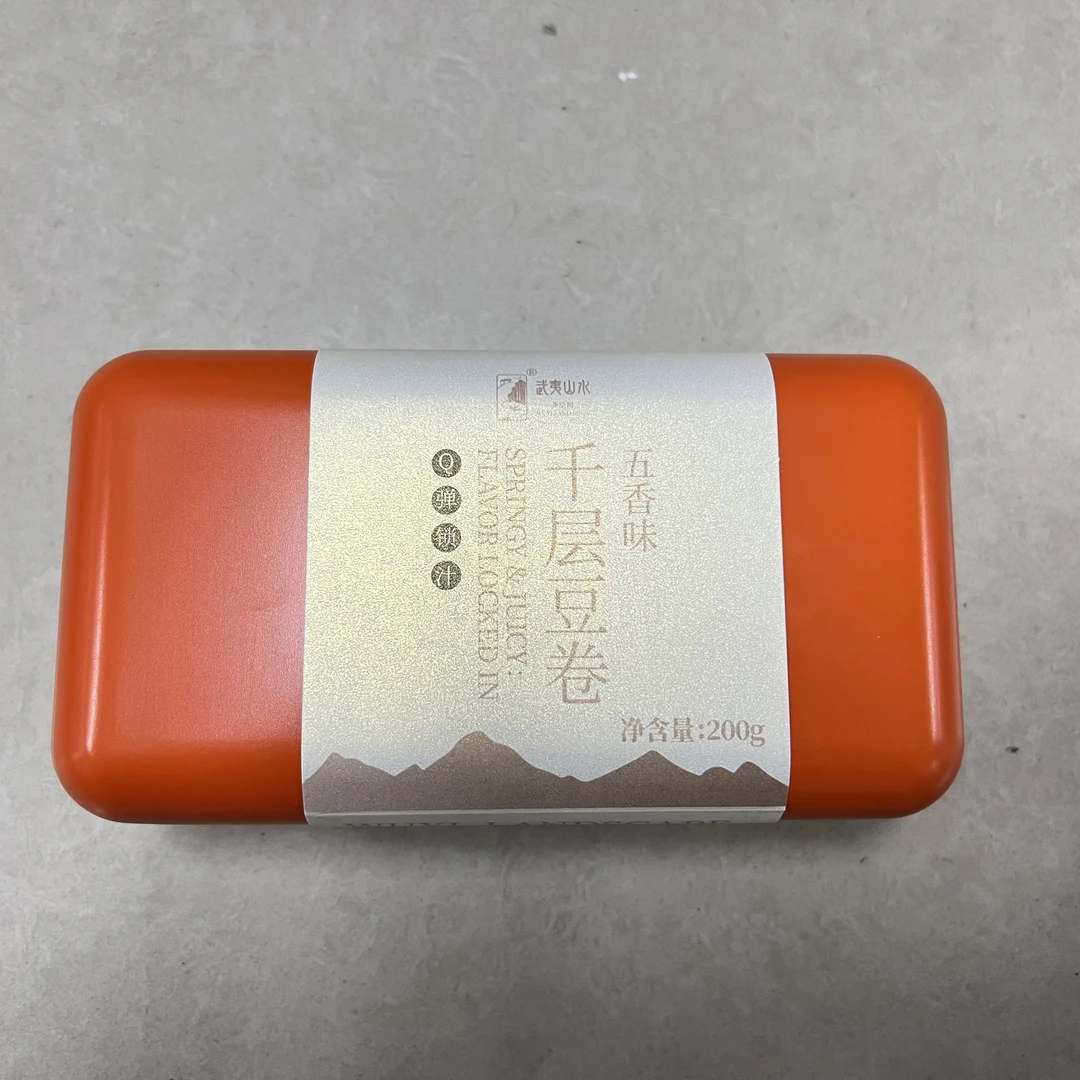 武夷山水
五香味
千层豆卷
SPRINGY & JUICY:
FLAVOR LOCKED IN
Q弹锁汁
净含量:200g
LANDSCAPE